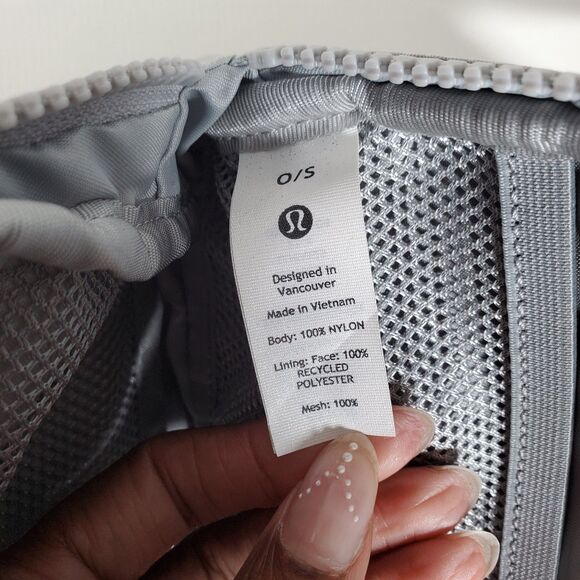 O/S
Designed in
Vancouver
Made in Vietnam
Body: 100% NYLON
Lining: Face: 100%
RECYCLED
POLYESTER
Mesh: 100%